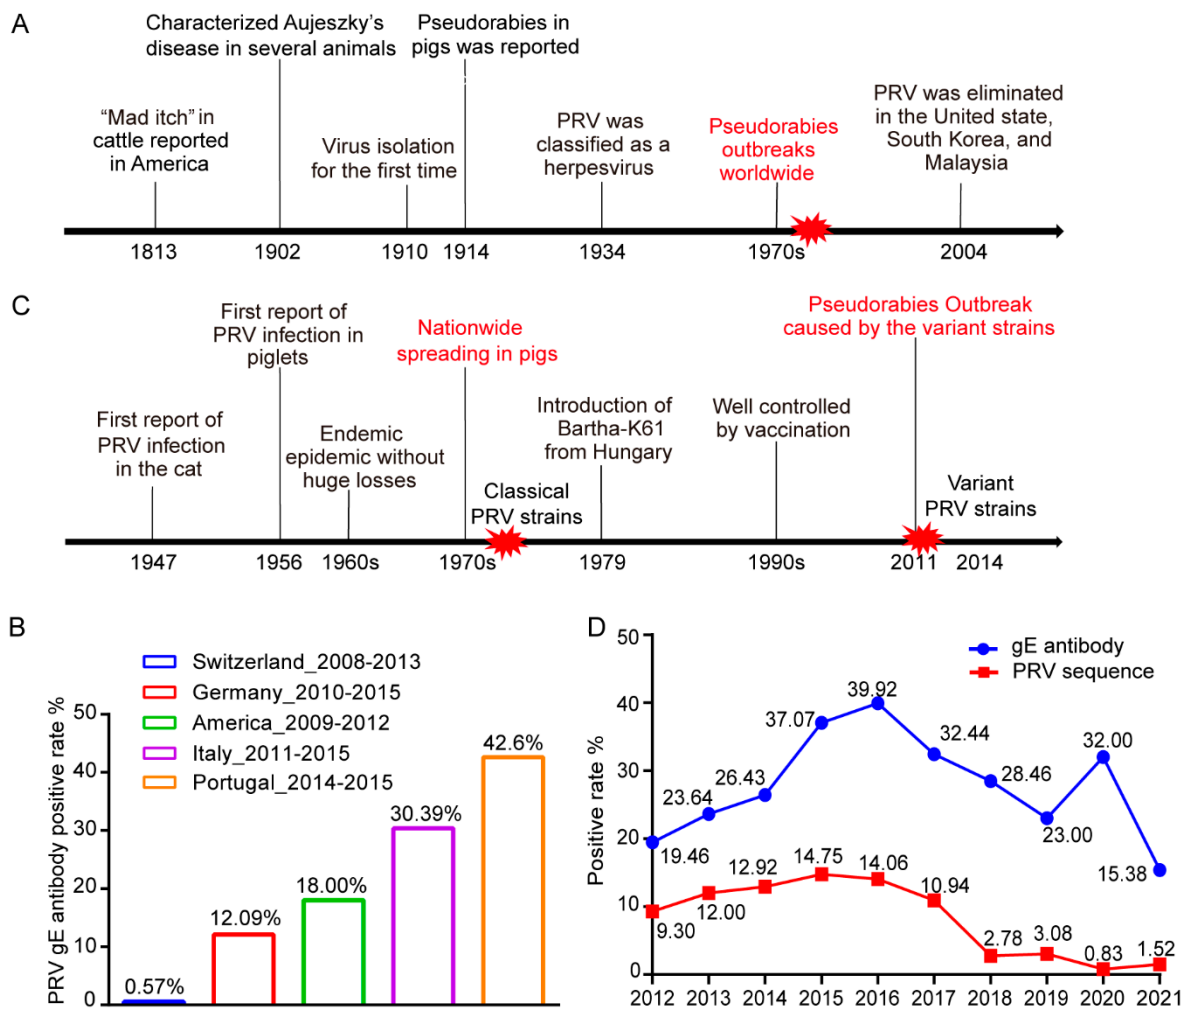 A
Characterized Aujeszky's
disease in several animals
Pseudorabies in
pigs was reported
"Mad itch" in
cattle reported
in America
Virus isolation
for the first time
PRV was
classified as a
herpesvirus
Pseudorabies
outbreaks
worldwide
PRV was eliminated
in the United state,
South Korea, and
Malaysia
1813
1902
1910
1914
1934
1970s
2004
C
First report of
PRV infection in
piglets
Nationwide
spreading in pigs
Pseudorabies Outbreak
caused by the variant strains
First report of
PRV infection
in the cat
Endemic
epidemic without
huge losses
Classical
PRV strains
Introduction of
Bartha-K61
from Hungary
Well controlled
by vaccination
Variant
PRV strains
1947
1956
1960s
1970s
1979
1990s
2011
2014
B
Switzerland_2008-2013
Germany_2010-2015
America_2009-2012
Italy_2011-2015
Portugal_2014-2015
PRV gE antibody positive rate %
50
40
30
20
10
0
0.57%
12.09%
18.00%
30.39%
42.6%
D
gE antibody
PRV sequence
Positive rate %
50
40
30
20
10
0
19.46
23.64
26.43
37.07
39.92
32.44
28.46
23.00
32.00
15.38
9.30
12.00
12.92
14.75
14.06
10.94
2.78
3.08
0.83
1.52
2012 2013 2014 2015 2016 2017 2018 2019 2020 2021